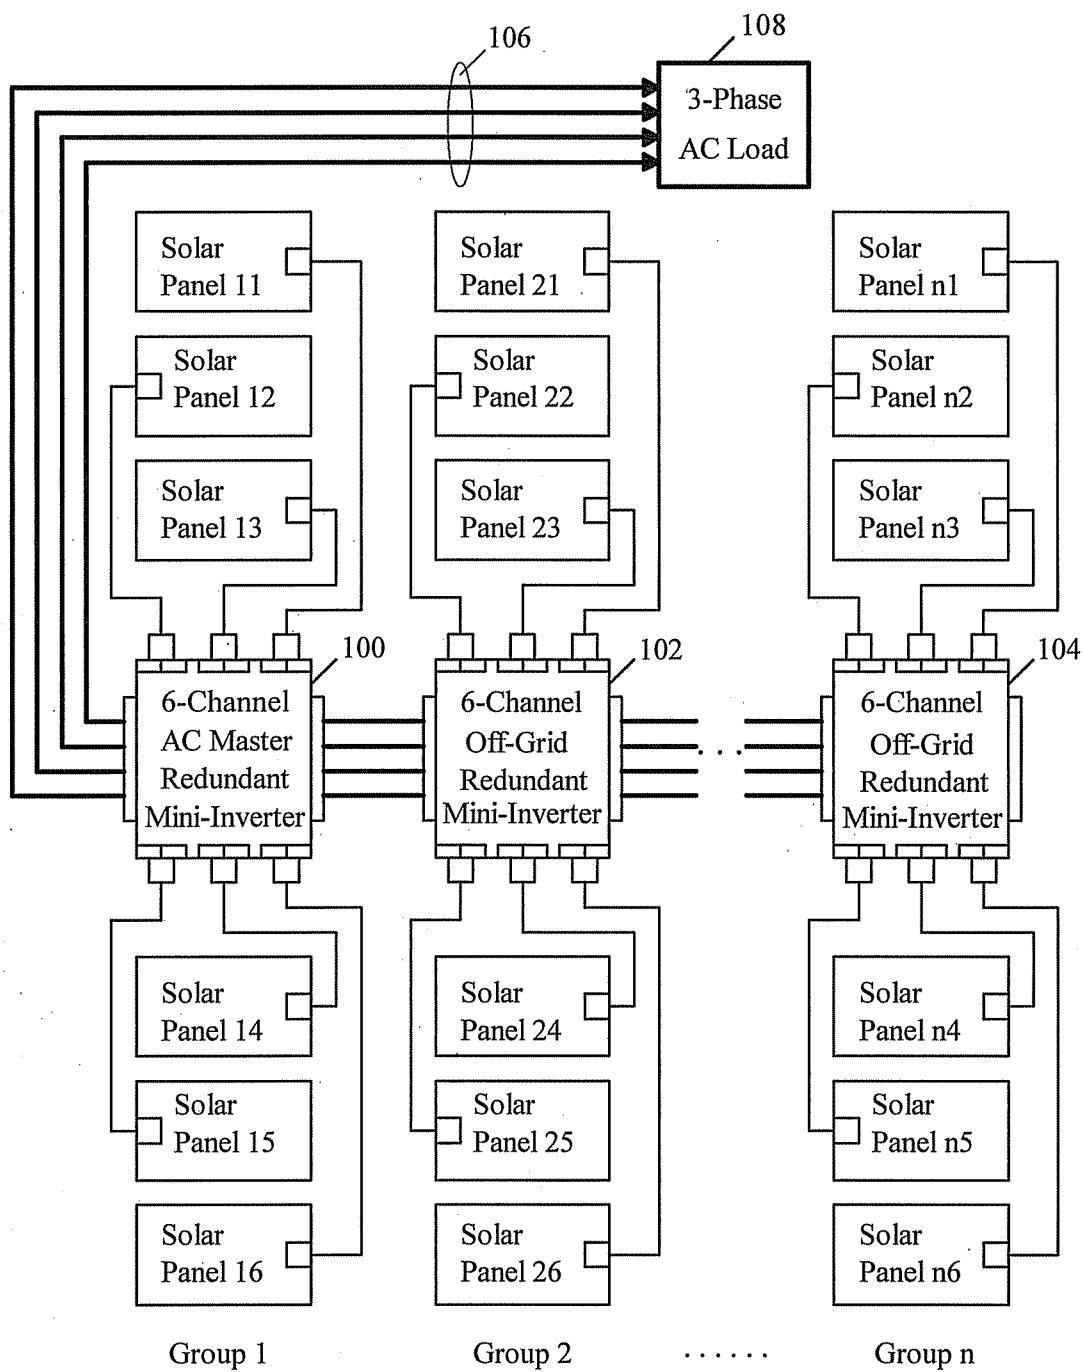 106
108
3-Phase
AC Load
Solar
Panel 11
Solar
Panel 21
Solar
Panel n1
Solar
Panel 12
Solar
Panel 22
Solar
Panel n2
Solar
Panel 13
Solar
Panel 23
Solar
Panel n3
100
102
104
6-Channel
AC Master
Redundant
Mini-Inverter
6-Channel
Off-Grid
Redundant
Mini-Inverter
. . .
6-Channel
Off-Grid
Redundant
Mini-Inverter
Solar
Panel 14
Solar
Panel 24
Solar
Panel n4
Solar
Panel 15
Solar
Panel 25
Solar
Panel n5
Solar
Panel 16
Solar
Panel 26
Solar
Panel n6
Group 1
Group 2
. . . . . .
Group n